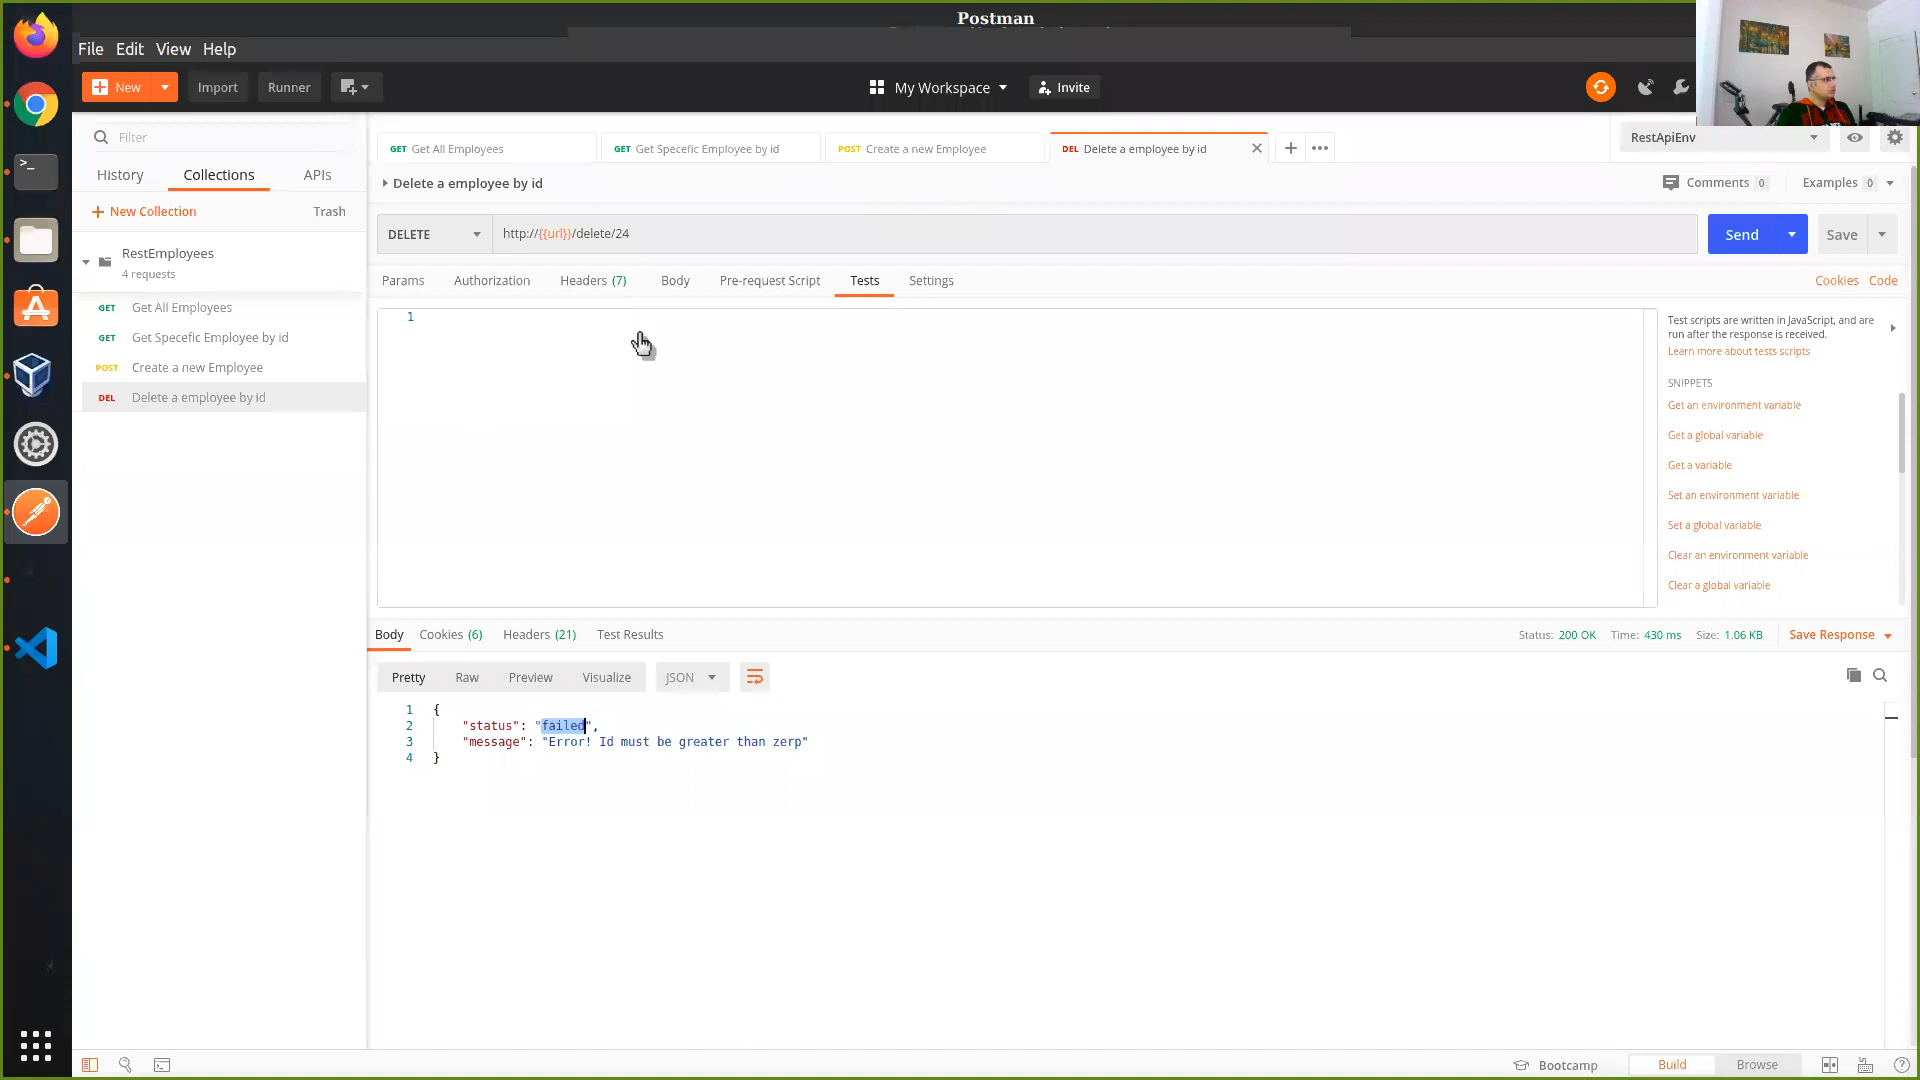 Postman
File Edit View Help
New Import Runner
My Workspace Invite
Filter
History Collections APIs
New Collection Trash
RestEmployees
4 requests
GET Get All Employees
GET Get Specefic Employee by id
POST Create a new Employee
DEL Delete a employee by id
GET Get All Employees GET Get Specefic Employee by id POST Create a new Employee DEL Delete a employee by id
RestApiEnv
Delete a employee by id
Comments 0 Examples 0
DELETE http://{{url}}/delete/24 Send Save
Params Authorization Headers (7) Body Pre-request Script Tests Settings Cookies Code
1
Test scripts are written in JavaScript, and are
run after the response is received.
Learn more about tests scripts
SNIPPETS
Get an environment variable
Get a global variable
Get a variable
Set an environment variable
Set a global variable
Clear an environment variable
Clear a global variable
Body Cookies (6) Headers (21) Test Results Status: 200 OK Time: 430 ms Size: 1.06 KB Save Response
Pretty Raw Preview Visualize JSON
1 {
2 "status": "failed",
3 "message": "Error! Id must be greater than zerp"
4 }
Bootcamp Build Browse